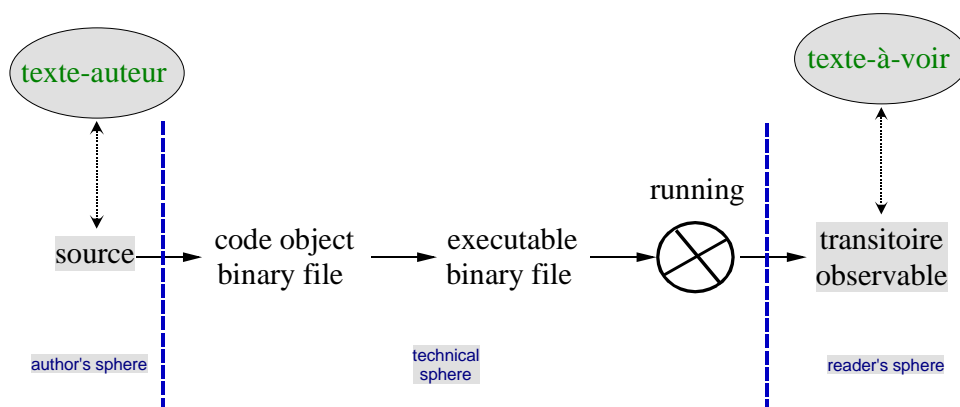 texte-auteur
texte-à-voir
running
source
code object
binary file
executable
binary file
transitoire
observable
author's sphere
technical
sphere
reader's sphere